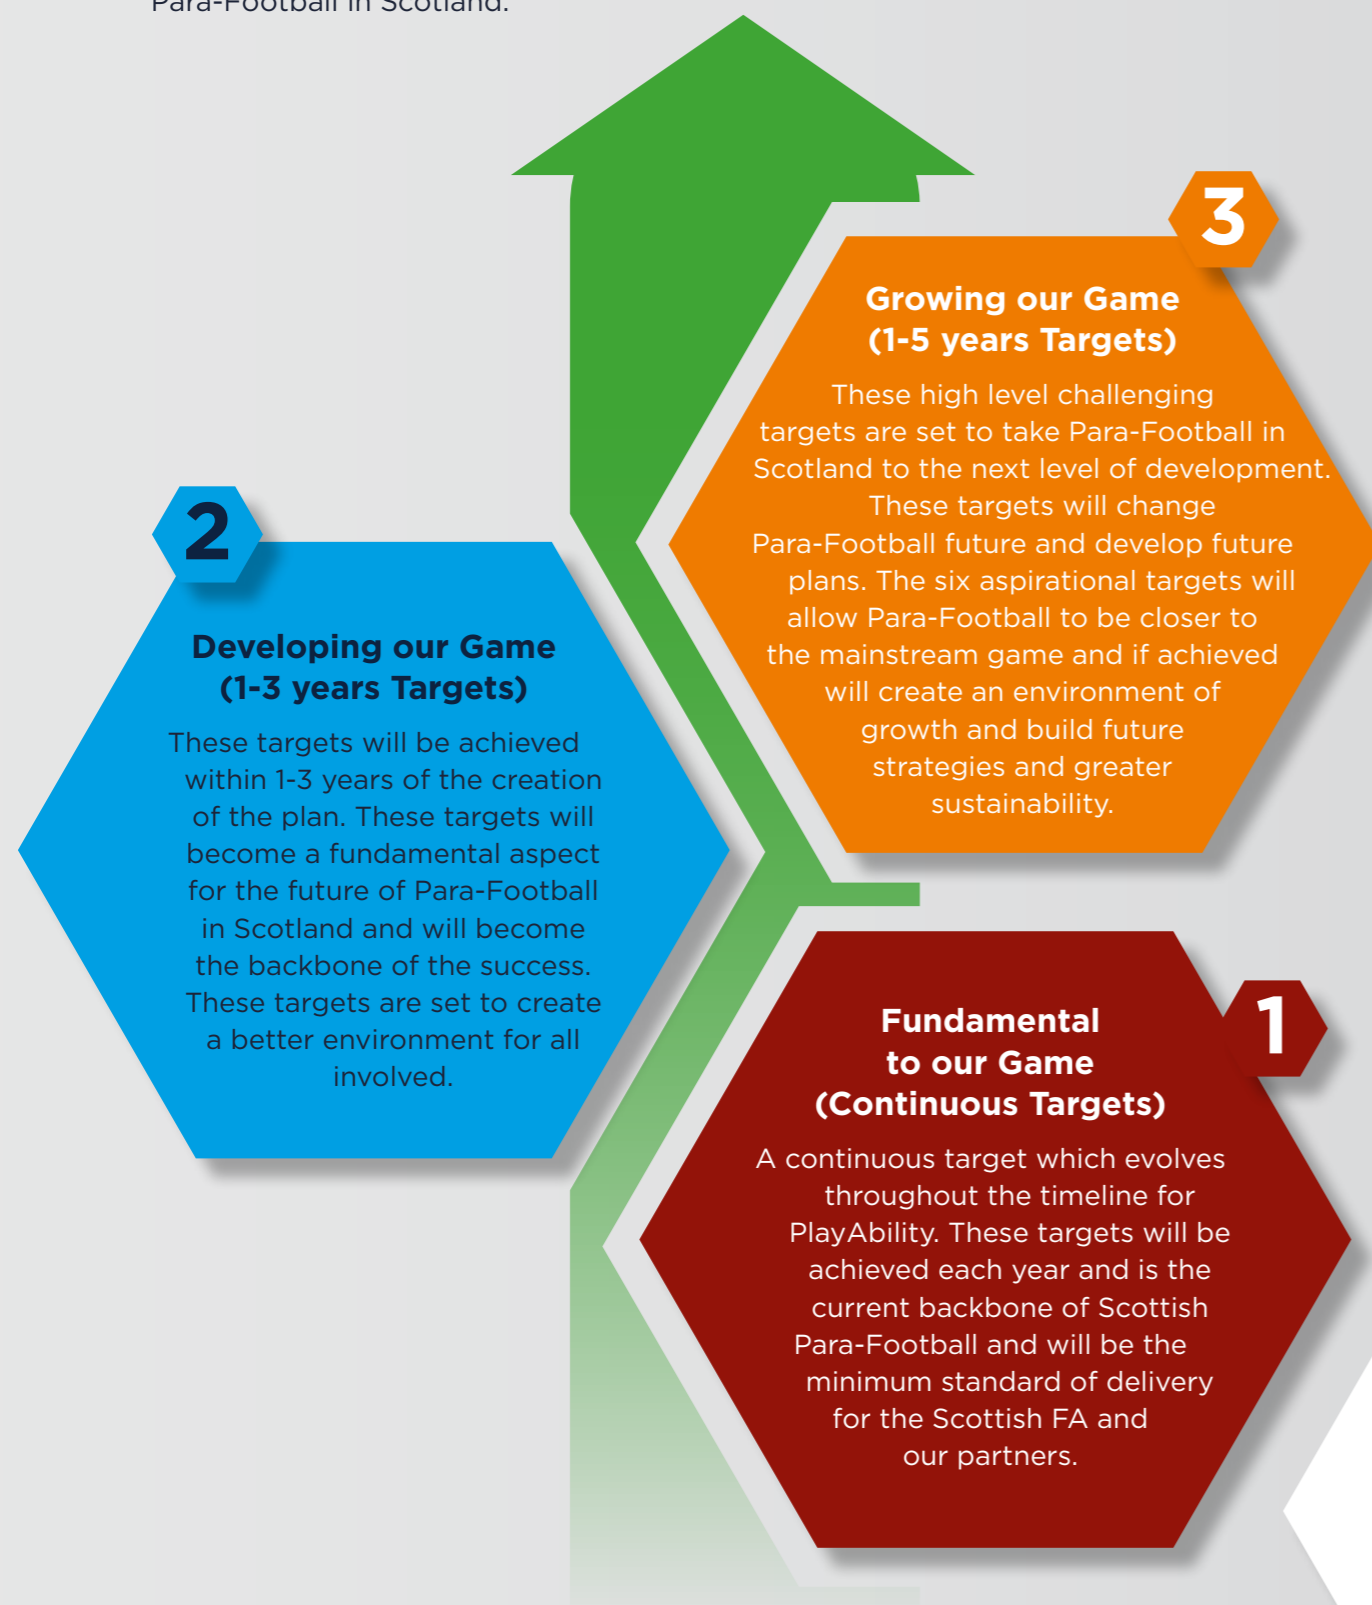 Para-Football in Scotland.
3
Growing our Game
(1-5 years Targets)
These high level challenging
targets are set to take Para-Football in
Scotland to the next level of development.
These targets will change
Para-Football future and develop future
plans. The six aspirational targets will
allow Para-Football to be closer to
the mainstream game and if achieved
will create an environment of
growth and build future
strategies and greater
sustainability.
2
Developing our Game
(1-3 years Targets)
These targets will be achieved
within 1-3 years of the creation
of the plan. These targets will
become a fundamental aspect
for the future of Para-Football
in Scotland and will become
the backbone of the success.
These targets are set to create
a better environment for all
involved.
1
Fundamental
to our Game
(Continuous Targets)
A continuous target which evolves
throughout the timeline for
PlayAbility. These targets will be
achieved each year and is the
current backbone of Scottish
Para-Football and will be the
minimum standard of delivery
for the Scottish FA and
our partners.